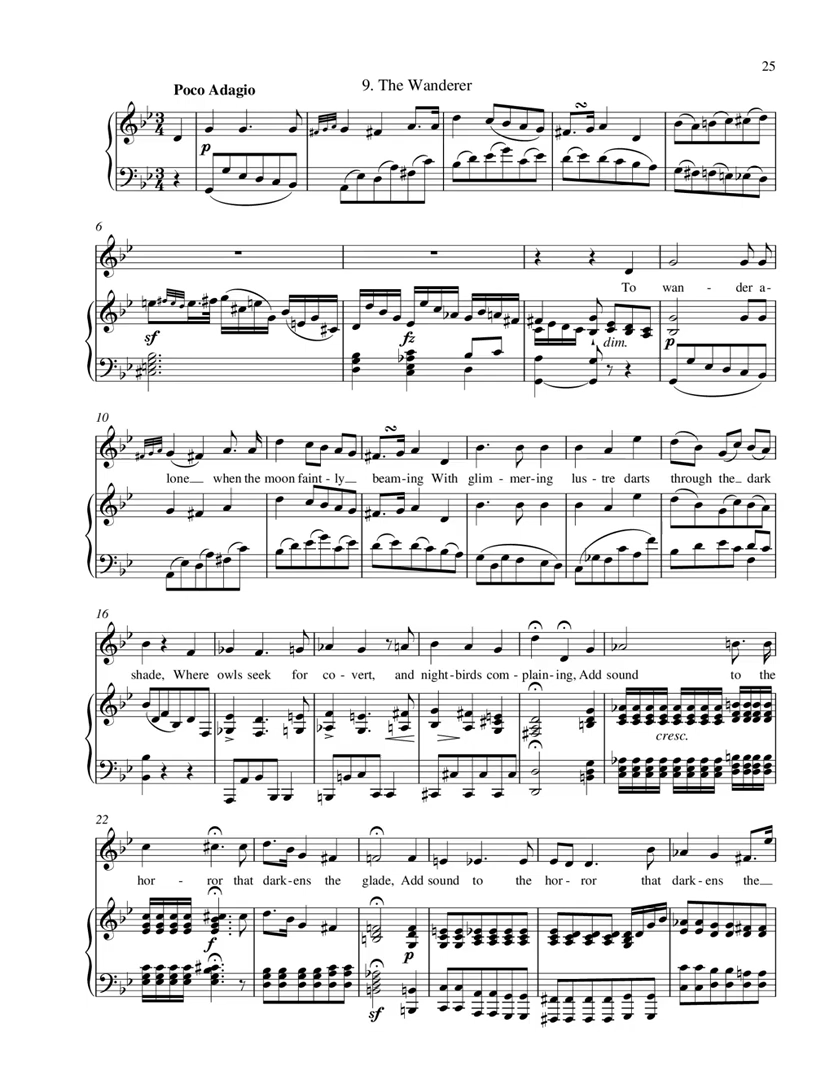 25
9. The Wanderer
Poco Adagio
p
6
To wan - der a-
sf fz dim. p
10
lone when the moon faint - ly beam-ing With glim - mer - ing lus - tre darts through the dark
16
shade, Where owls seek for co - vert, and night-birds com - plain-ing, Add sound to the
cresc.
22
hor - ror that dark-ens the glade, Add sound to the hor - ror that dark-ens the
f p
sf